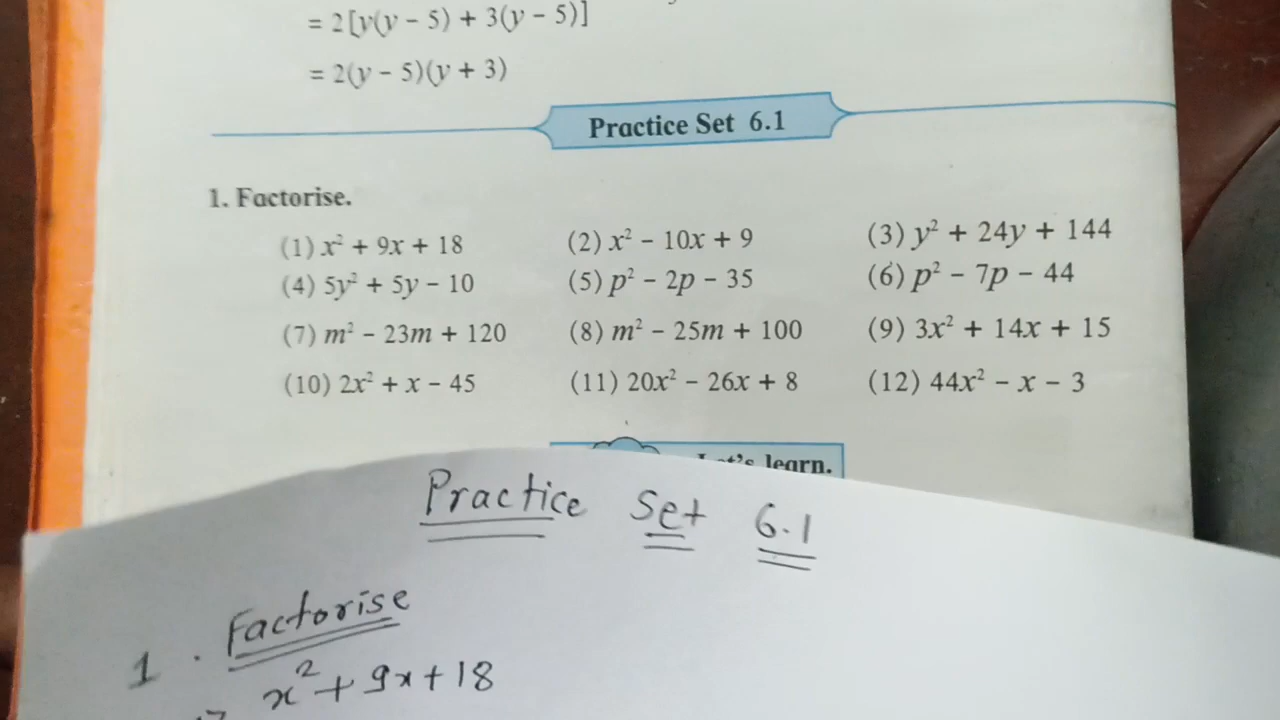 = 2[y(y − 5) + 3(y − 5)]
= 2(y − 5)(y + 3)
Practice Set 6.1
1. Factorise.
(1) x² + 9x + 18 (2) x² − 10x + 9 (3) y² + 24y + 144
(4) 5y² + 5y − 10 (5) p² − 2p − 35 (6) p² − 7p − 44
(7) m² − 23m + 120 (8) m² − 25m + 100 (9) 3x² + 14x + 15
(10) 2x² + x − 45 (11) 20x² − 26x + 8 (12) 44x² − x − 3
Let's learn.
Practice Set 6.1
1 . Factorise
x² + 9x + 18